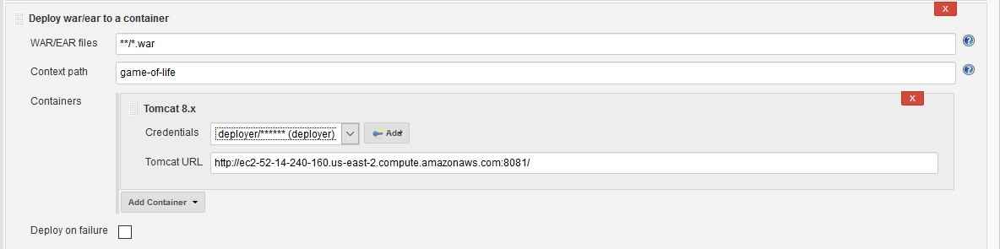 Deploy war/ear to a container
X
WAR/EAR files
**/*.war
Context path
game-of-life
Containers
X
Tomcat 8.x
Credentials
deployer/****** (deployer)
Add
Tomcat URL
http://ec2-52-14-240-160.us-east-2.compute.amazonaws.com:8081/
Add Container
Deploy on failure